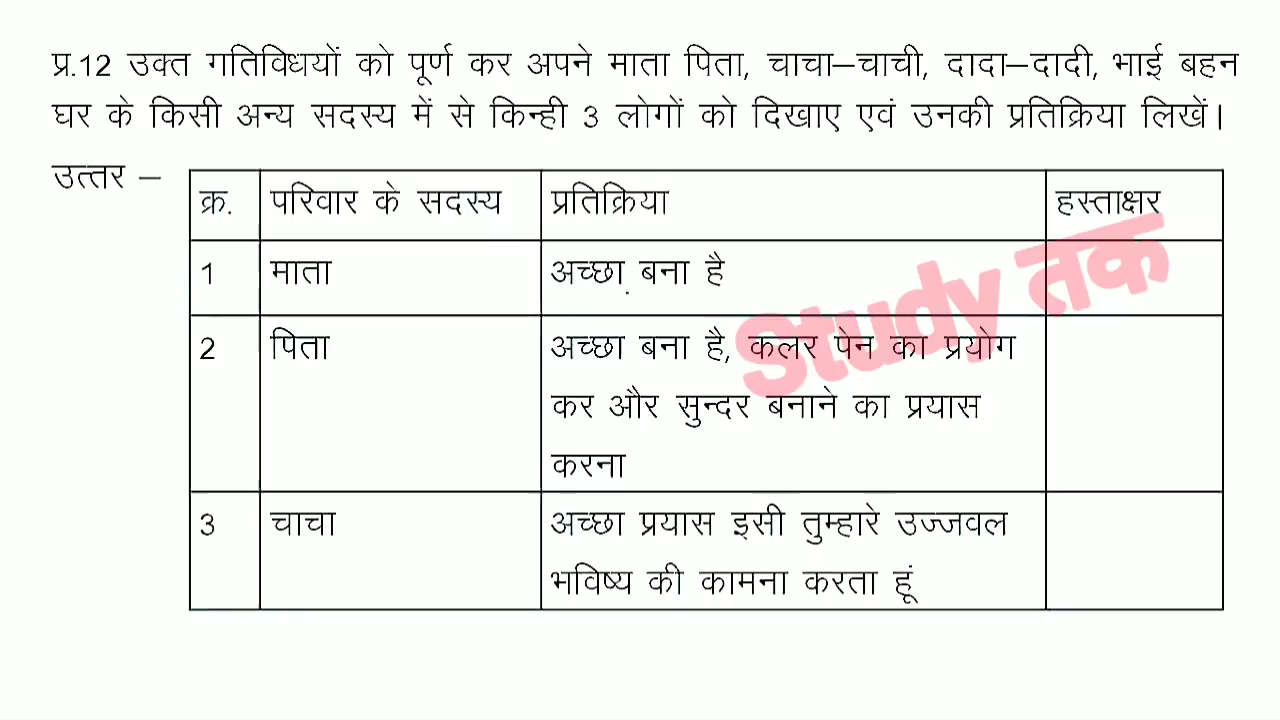 प्र.12 उक्त गतिविधयों को पूर्ण कर अपने माता पिता, चाचा–चाची, दादा–दादी, भाई बहन
घर के किसी अन्य सदस्य में से किन्ही 3 लोगों को दिखाए एवं उनकी प्रतिक्रिया लिखें।
उत्तर –
क्र. परिवार के सदस्य प्रतिक्रिया हस्ताक्षर
1 माता अच्छा बना है
2 पिता अच्छा बना है, कलर पेन का प्रयोग
कर और सुन्दर बनाने का प्रयास
करना
3 चाचा अच्छा प्रयास इसी तुम्हारे उज्जवल
भविष्य की कामना करता हूं
Study तक